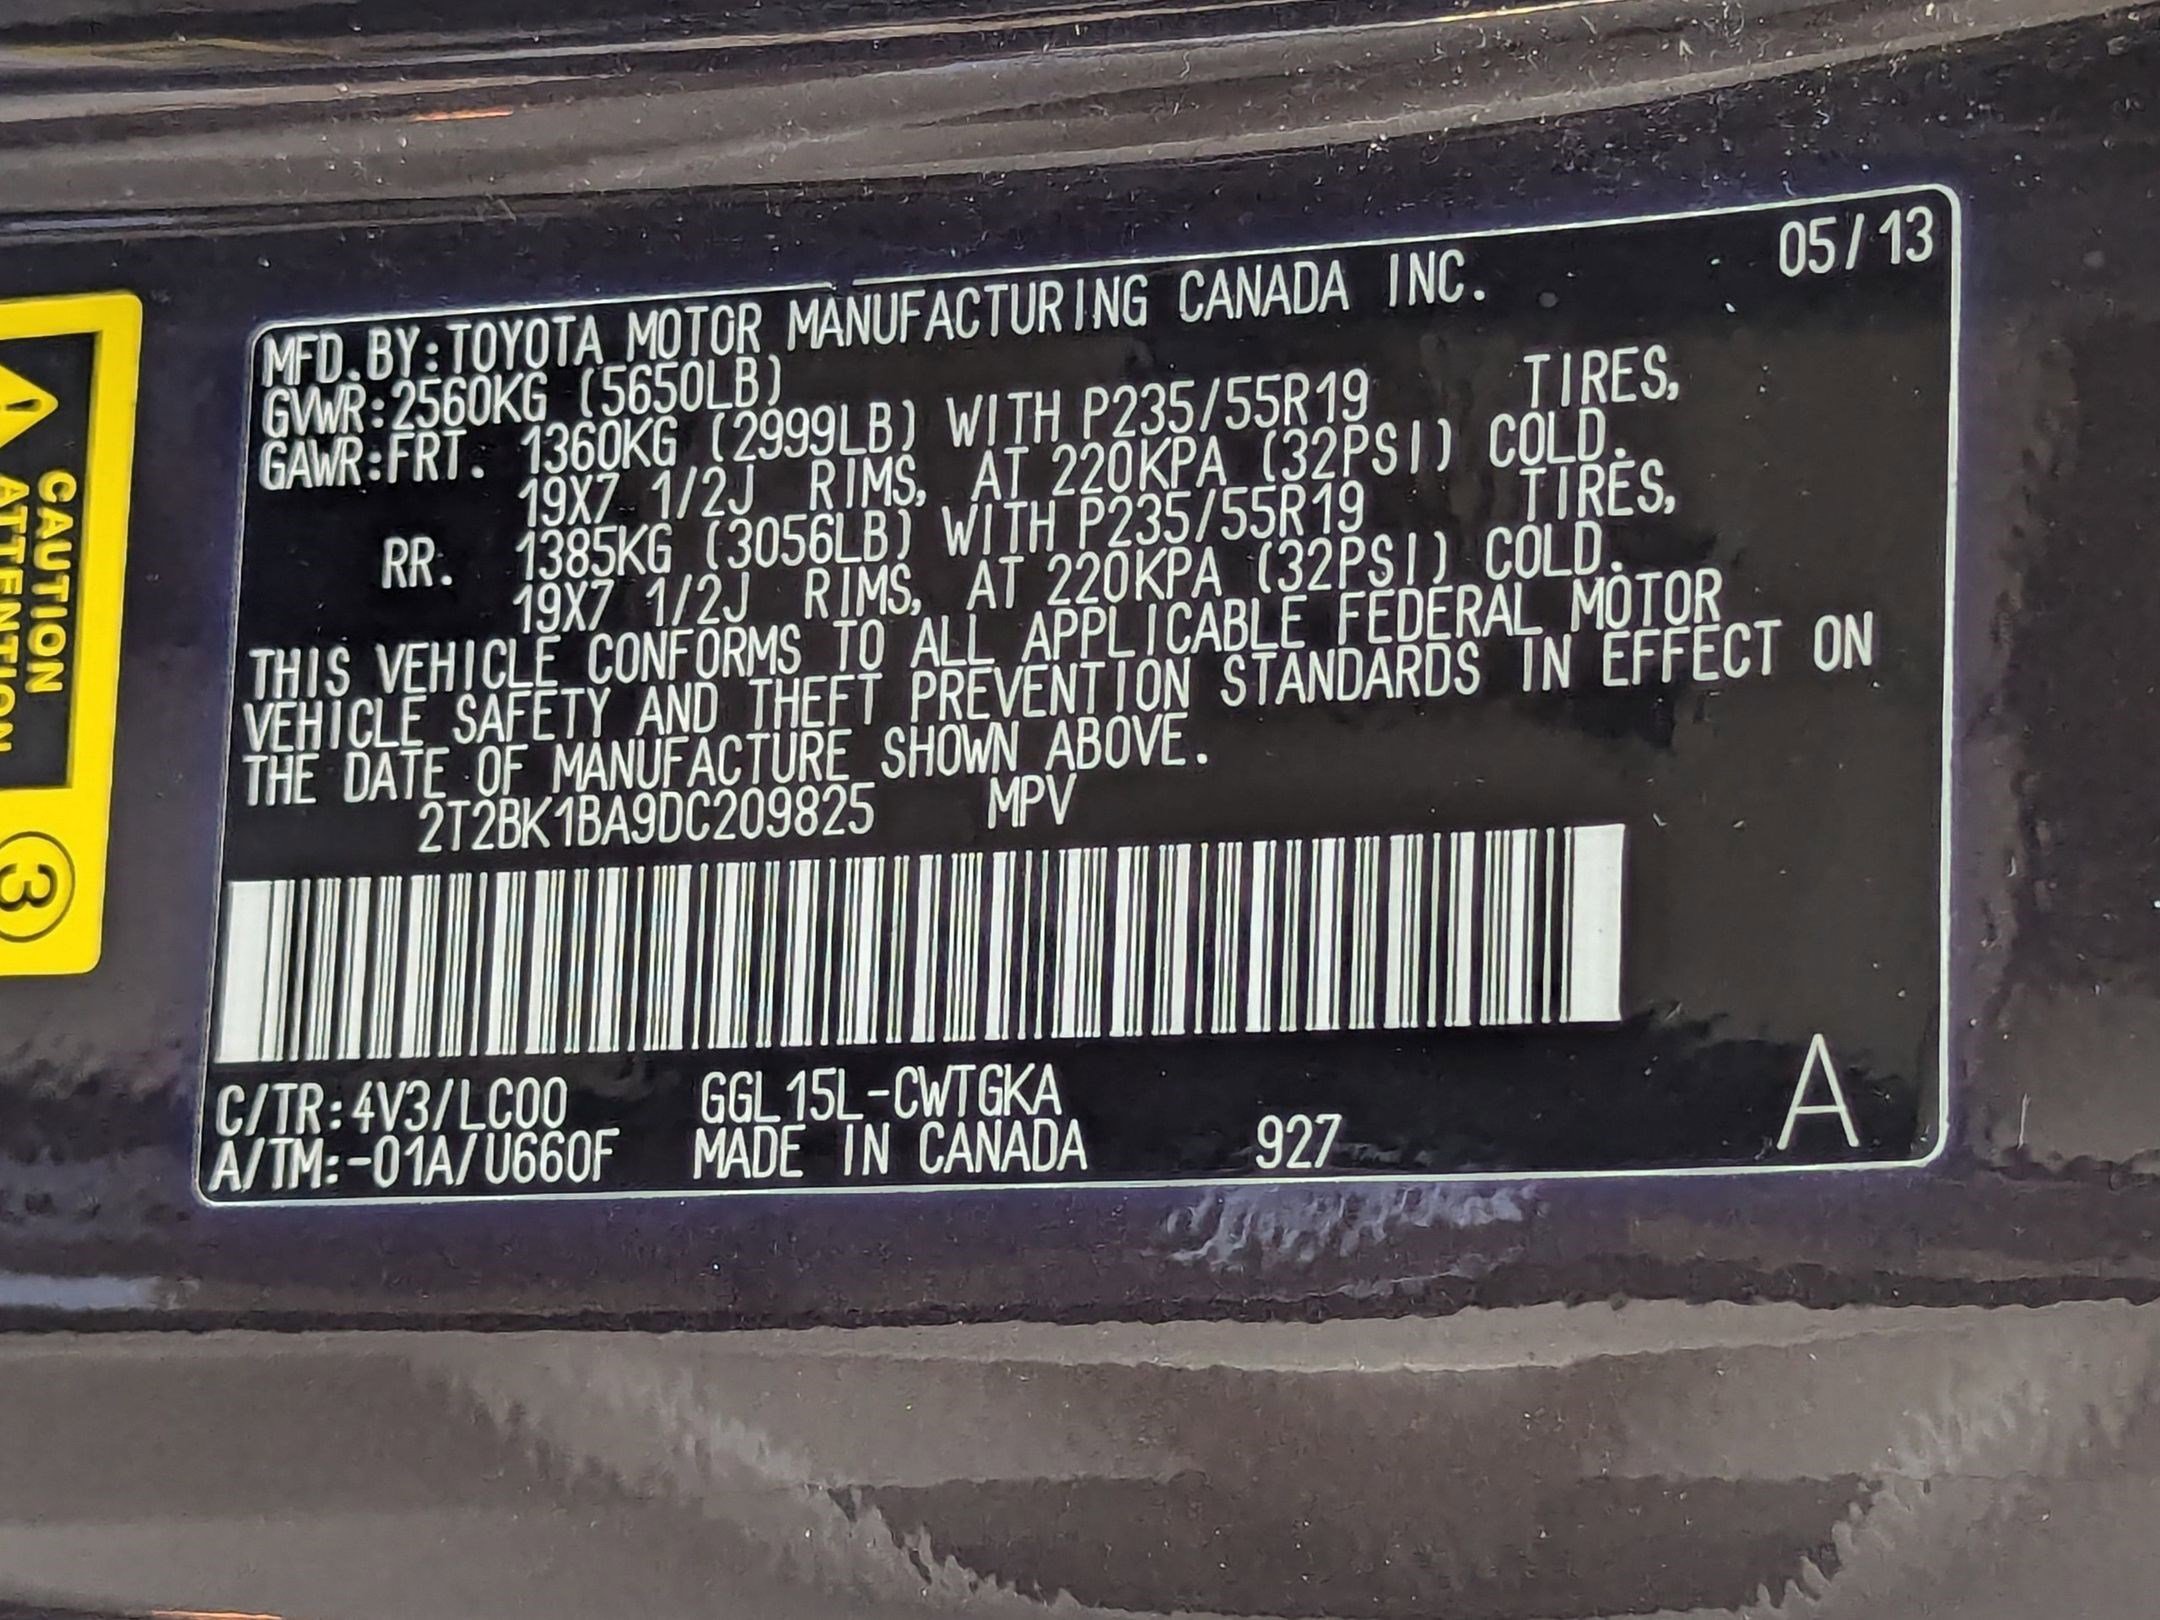 05/13
MFD.BY:TOYOTA MOTOR MANUFACTURING CANADA INC.
GVWR:2560KG (5650LB)
GAWR:FRT. 1360KG (2999LB) WITH P235/55R19 TIRES,
19X7 1/2J RIMS, AT 220KPA (32PSI) COLD.
RR. 1385KG (3056LB) WITH P235/55R19 TIRES,
19X7 1/2J RIMS, AT 220KPA (32PSI) COLD.
THIS VEHICLE CONFORMS TO ALL APPLICABLE FEDERAL MOTOR
VEHICLE SAFETY AND THEFT PREVENTION STANDARDS IN EFFECT ON
THE DATE OF MANUFACTURE SHOWN ABOVE.
2T2BK1BA9DC209825 MPV
C/TR:4V3/LC00 GGL15L-CWTGKA
A/TM:-01A/U660F MADE IN CANADA 927 A
CAUTION
ATTENTION
3